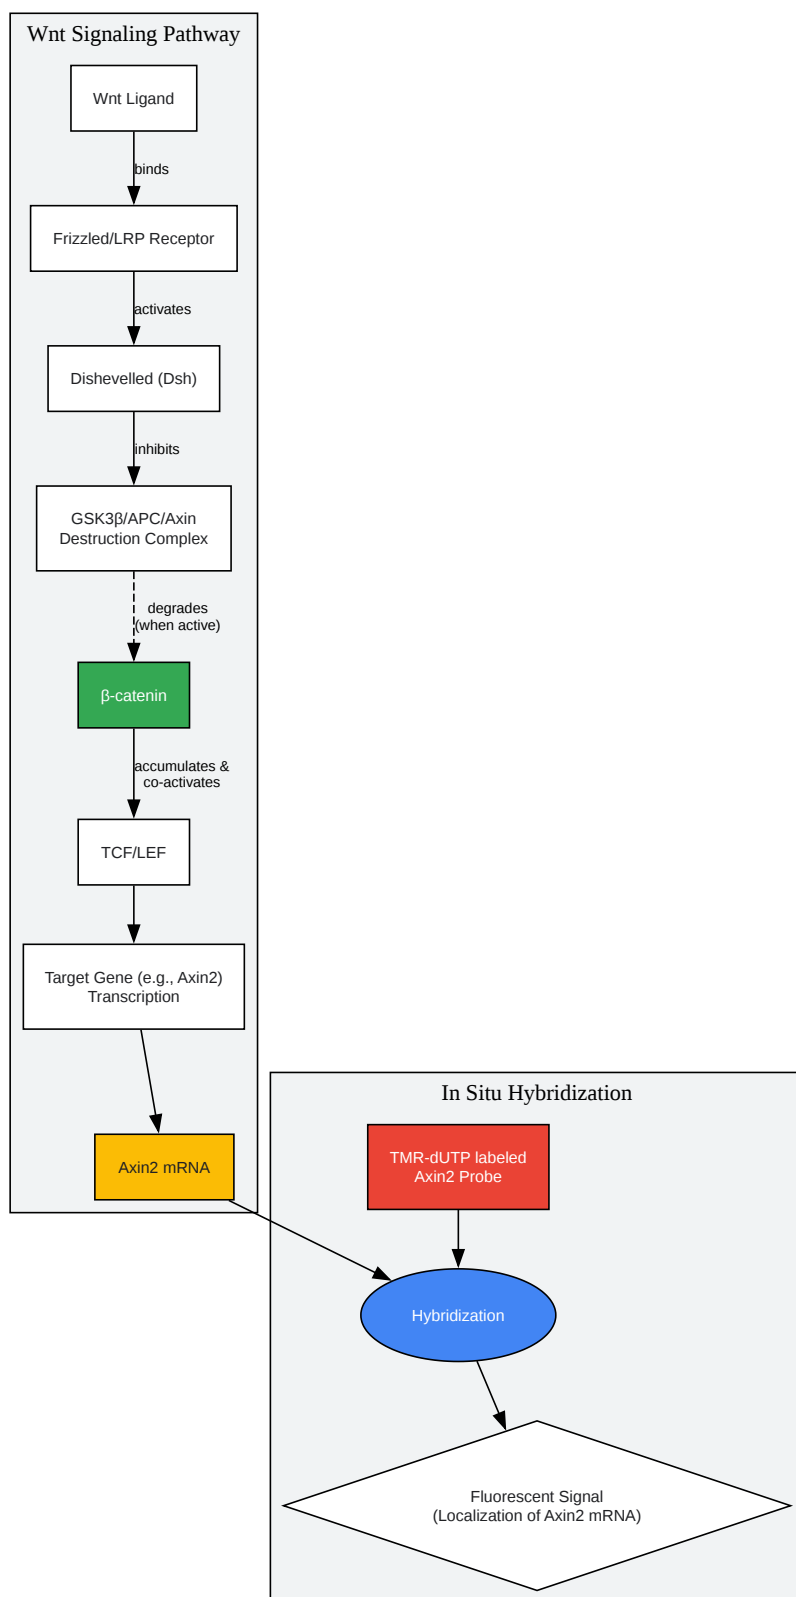 Wnt Signaling Pathway
Wnt Ligand
binds
Frizzled/LRP Receptor
activates
Dishevelled (Dsh)
inhibits
GSK3β/APC/Axin
Destruction Complex
degrades
(when active)
β-catenin
accumulates &
co-activates
TCF/LEF
Target Gene (e.g., Axin2)
Transcription
Axin2 mRNA
In Situ Hybridization
TMR-dUTP labeled
Axin2 Probe
Hybridization
Fluorescent Signal
(Localization of Axin2 mRNA)